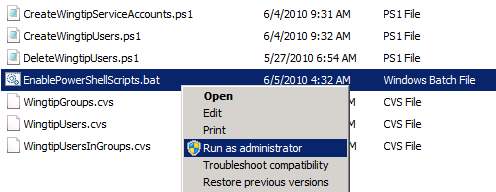 CreateWingtipServiceAccounts.ps1 6/4/2010 9:31 AM PS1 File
CreateWingtipUsers.ps1 6/4/2010 9:32 AM PS1 File
DeleteWingtipUsers.ps1 5/27/2010 6:54 AM PS1 File
EnablePowerShellScripts.bat 6/5/2010 4:32 AM Windows Batch File
WingtipGroups.cvs M CVS File
WingtipUsers.cvs M CVS File
WingtipUsersInGroups.cvs M CVS File
Open
Edit
Print
Run as administrator
Troubleshoot compatibility
Restore previous versions